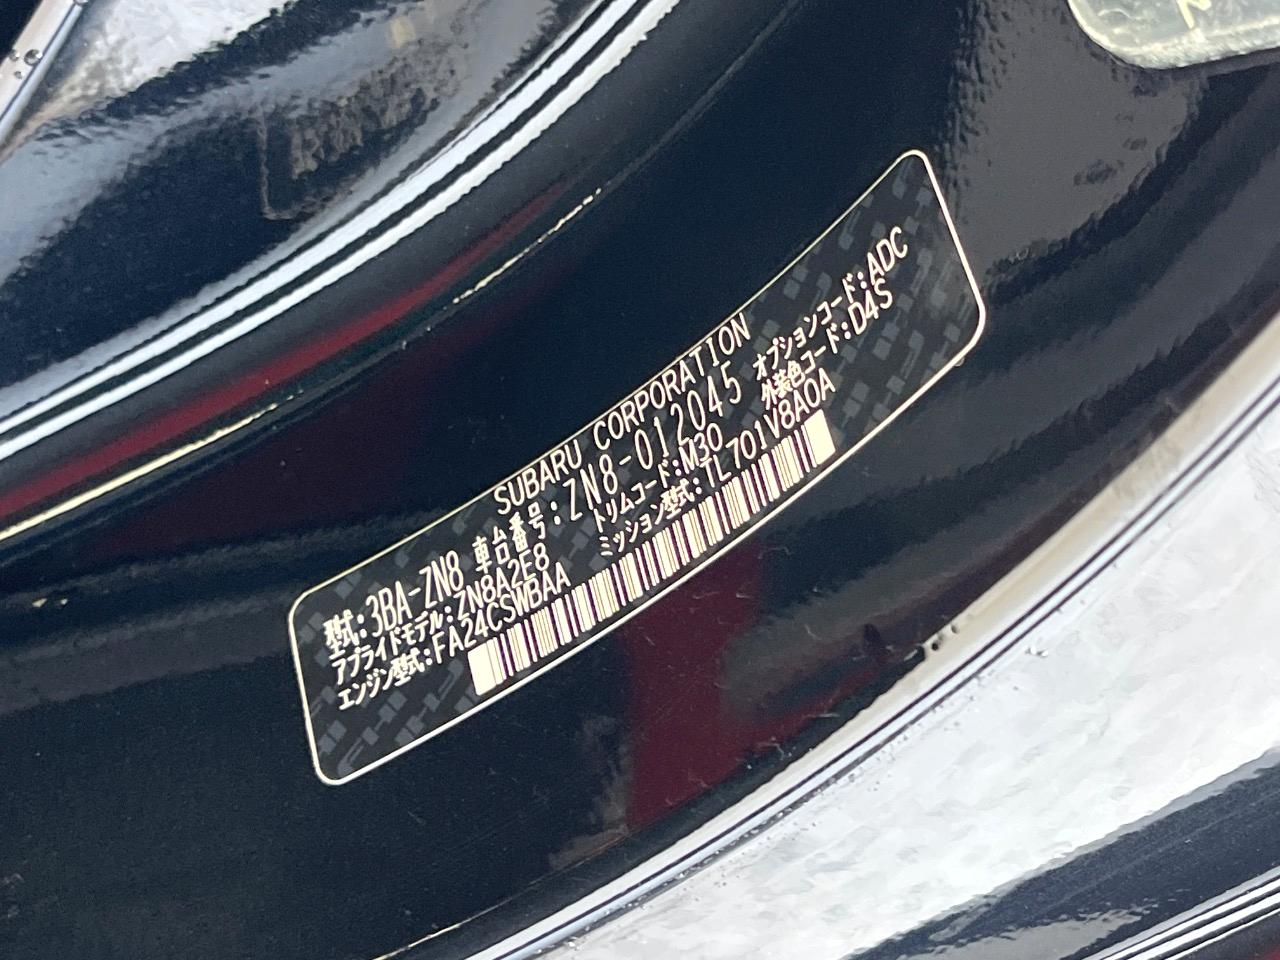 SUBARU CORPORATION
型式:3BA-ZN8 車台番号:ZN8-012045 オプションコード:ADC
アプライドモデル:ZN8A2E8 トリムコード:M30 外装色コード:D4S
エンジン型式:FA24CSWBAA ミッション型式:TL701V8A0A